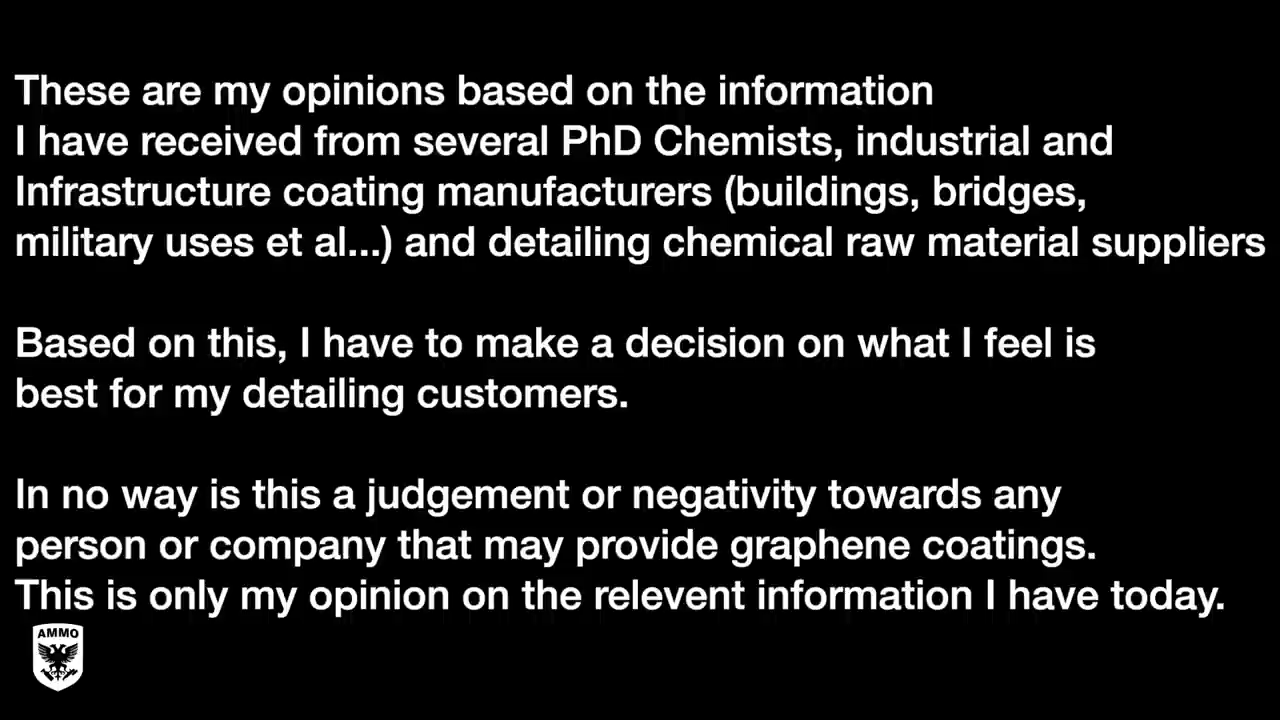 These are my opinions based on the information
I have received from several PhD Chemists, industrial and
Infrastructure coating manufacturers (buildings, bridges,
military uses et al...) and detailing chemical raw material suppliers
Based on this, I have to make a decision on what I feel is
best for my detailing customers.
In no way is this a judgement or negativity towards any
person or company that may provide graphene coatings.
This is only my opinion on the relevent information I have today.
AMMO